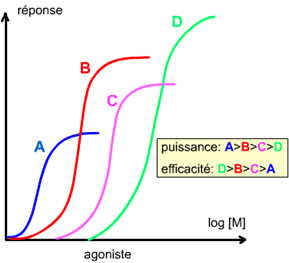 réponse
D
B
C
A
puissance: A>B>C>D
efficacité: D>B>C>A
log [M]
agoniste